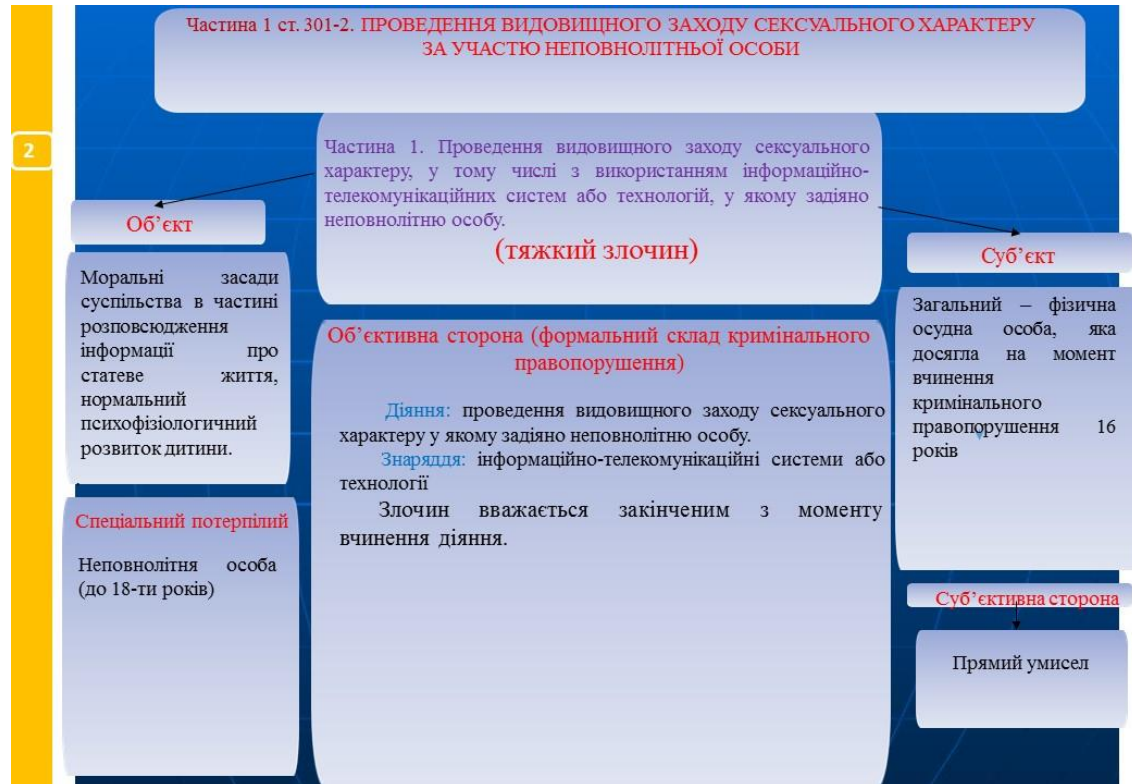 Частина 1 ст. 301-2. ПРОВЕДЕННЯ ВИДОВИЩНОГО ЗАХОДУ СЕКСУАЛЬНОГО ХАРАКТЕРУ
ЗА УЧАСТЮ НЕПОВНОЛІТНЬОЇ ОСОБИ
2
Частина 1. Проведення видовищного заходу сексуального
характеру, у тому числі з використанням інформаційно-
телекомунікаційних систем або технологій, у якому задіяно
неповнолітню особу.
(тяжкий злочин)
Об’єкт
Моральні засади
суспільства в частині
розповсюдження
інформації про
статеве життя,
нормальний
психофізіологічний
розвиток дитини.
Спеціальний потерпілий
Неповнолітня особа
(до 18-ти років)
Об’єктивна сторона (формальний склад кримінального
правопорушення)
Діяння: проведення видовищного заходу сексуального
характеру у якому задіяно неповнолітню особу.
Знаряддя: інформаційно-телекомунікаційні системи або
технології
Злочин вважається закінченим з моменту
вчинення діяння.
Суб’єкт
Загальний – фізична
осудна особа, яка
досягла на момент
вчинення
кримінального
правопорушення 16
років
Суб’єктивна сторона
Прямий умисел